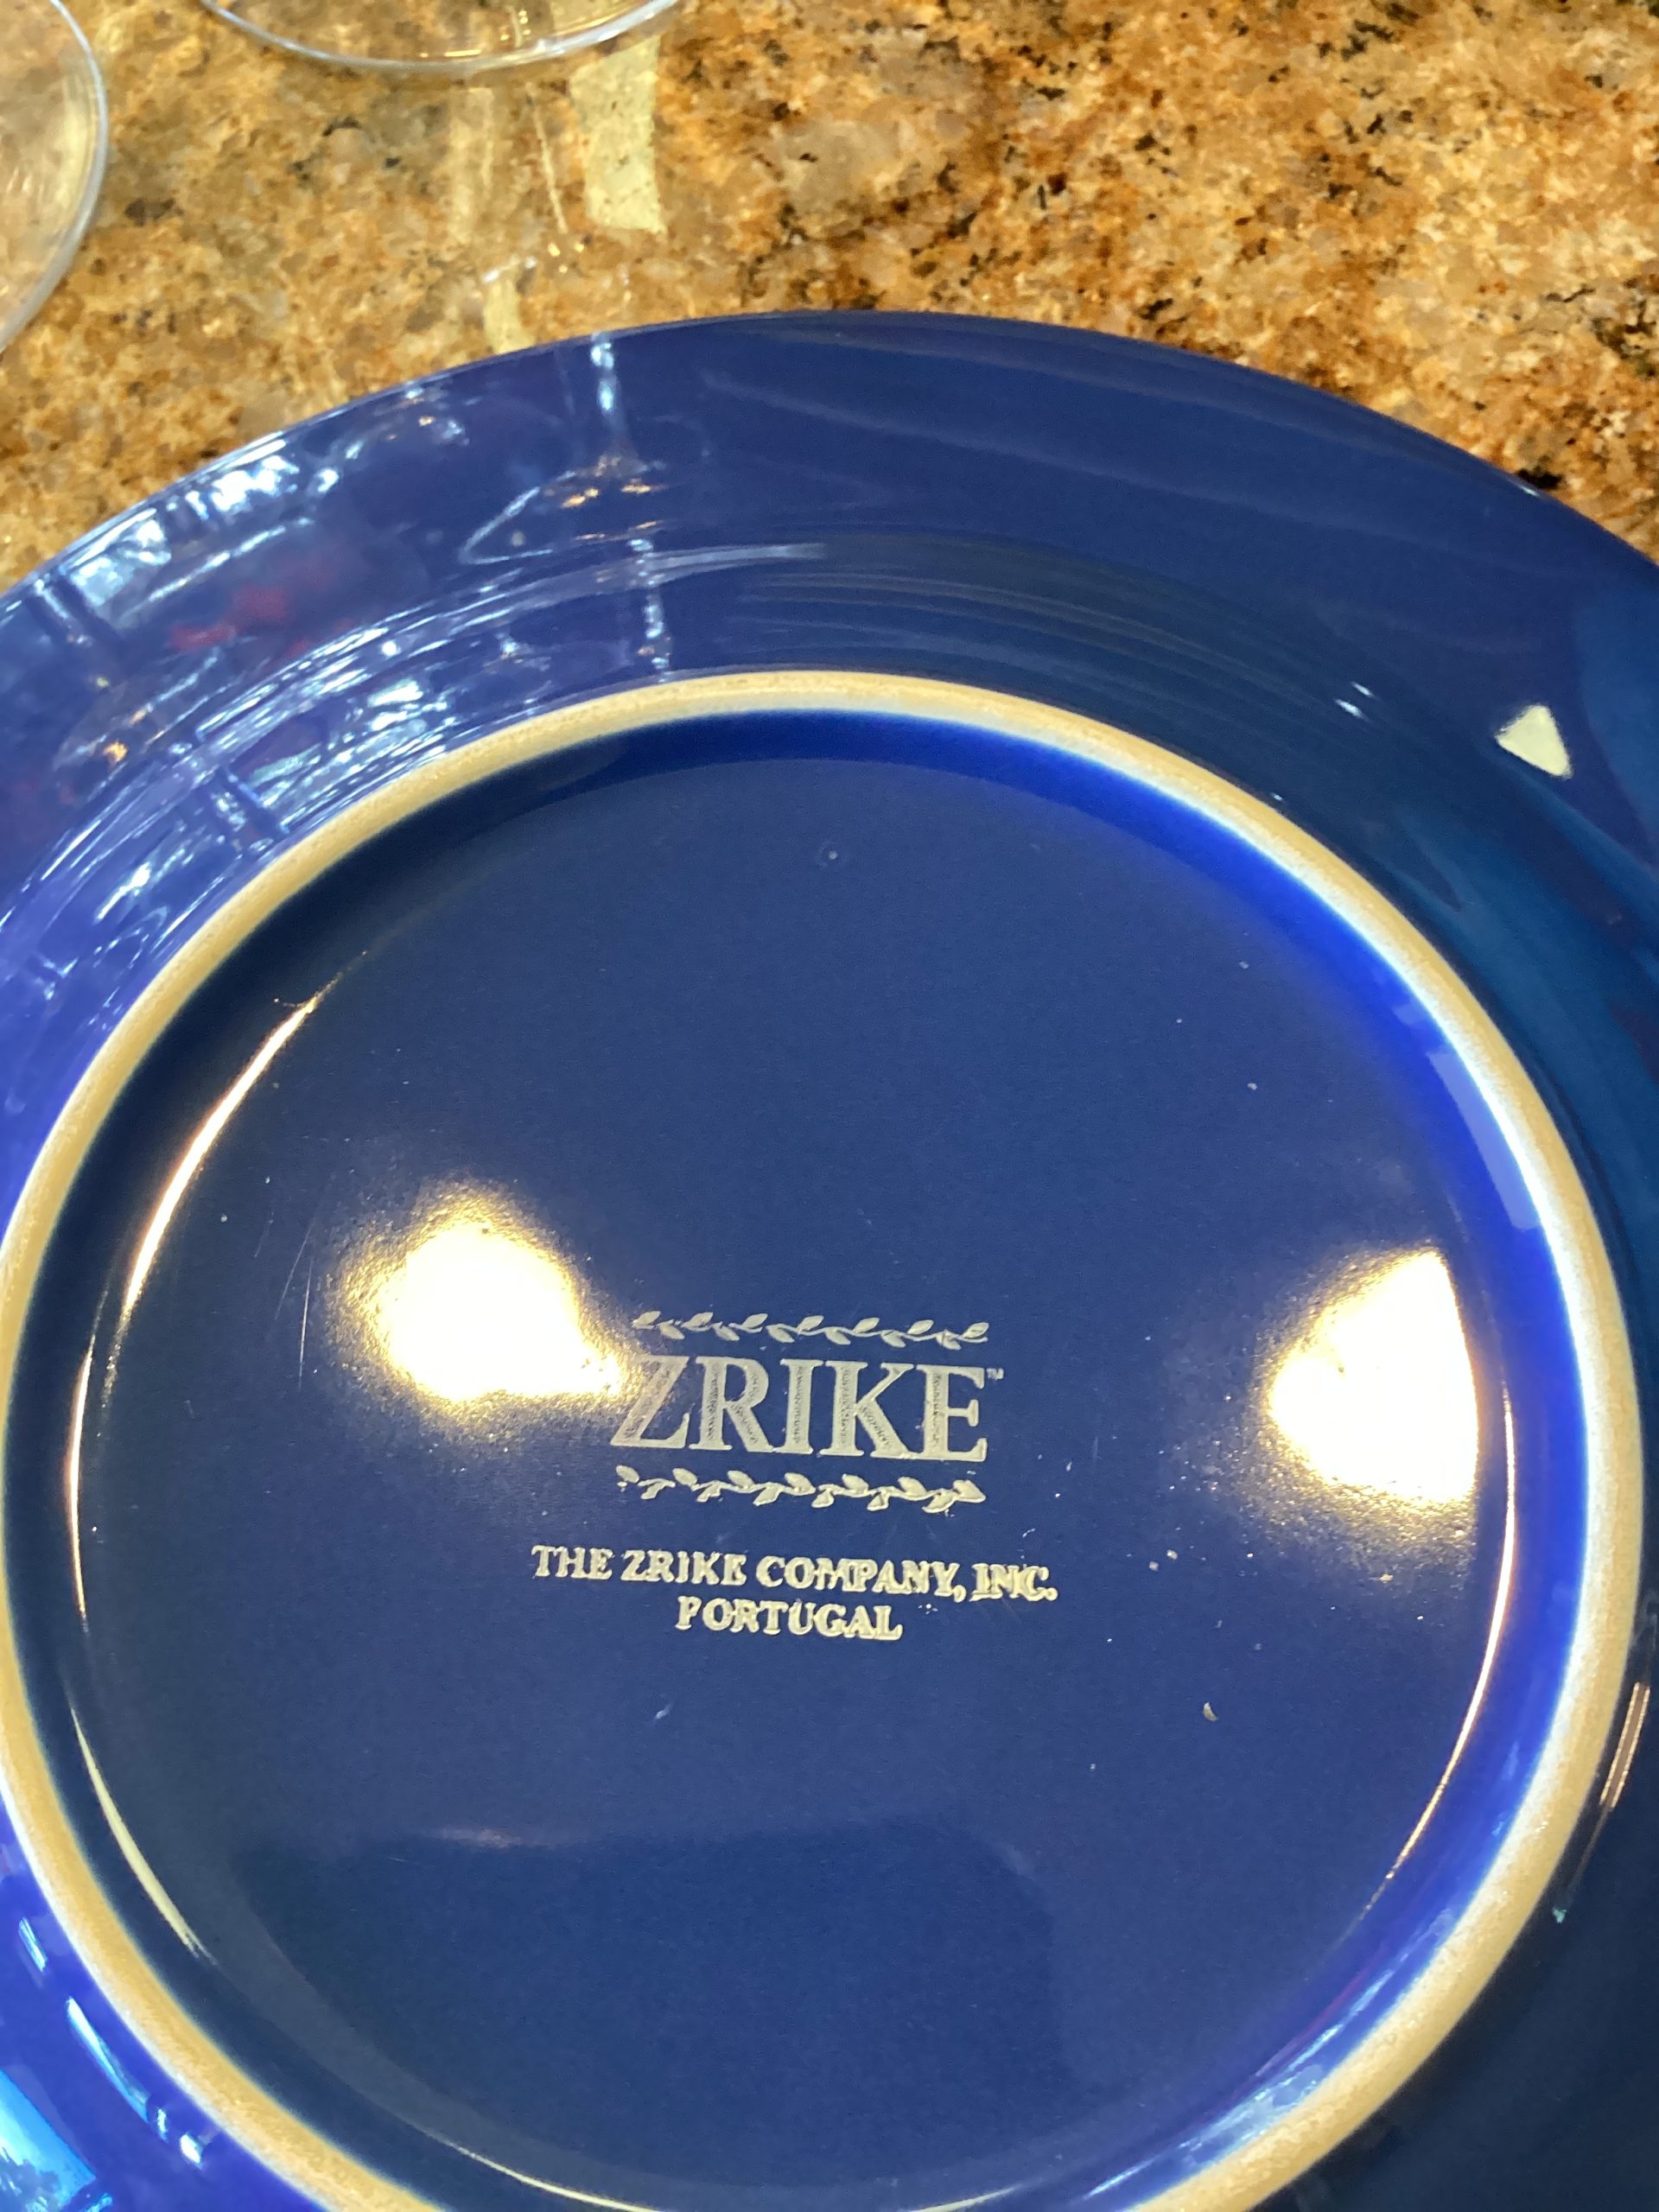 ZRIKE™
THE ZRIKE COMPANY, INC.
PORTUGAL